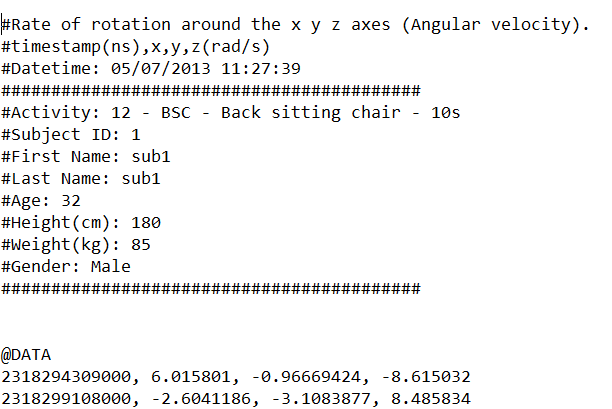 #Rate of rotation around the x y z axes (Angular velocity).
#timestamp(ns),x,y,z(rad/s)
#Datetime: 05/07/2013 11:27:39
##########################################
#Activity: 12 - BSC - Back sitting chair - 10s
#Subject ID: 1
#First Name: sub1
#Last Name: sub1
#Age: 32
#Height(cm): 180
#Weight(kg): 85
#Gender: Male
##########################################
@DATA
2318294309000, 6.015801, -0.96669424, -8.615032
2318299108000, -2.6041186, -3.1083877, 8.485834